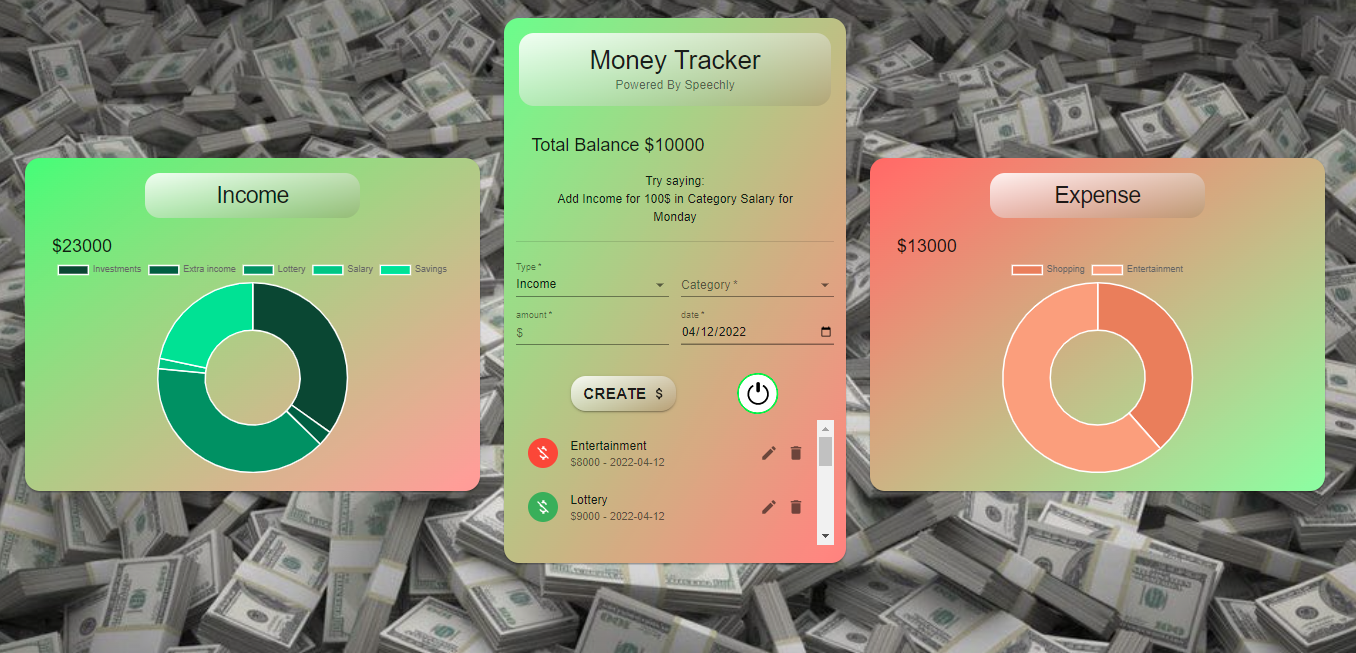 Money Tracker
Powered By Speechly
Total Balance $10000
Try saying:
Add Income for 100$ in Category Salary for
Monday
Type *
Income
Category *
amount *
$
date *
04/12/2022
CREATE $
Entertainment
$8000 - 2022-04-12
Lottery
$9000 - 2022-04-12
Income
$23000
Investments Extra income Lottery Salary Savings
Expense
$13000
Shopping Entertainment